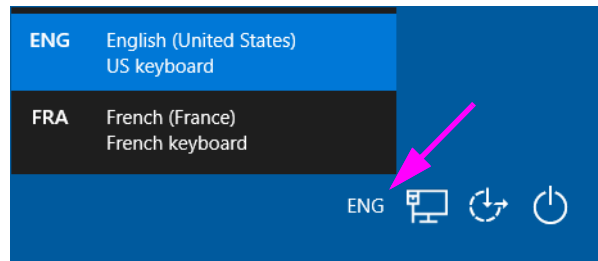 ENG English (United States)
US keyboard
FRA French (France)
French keyboard
ENG